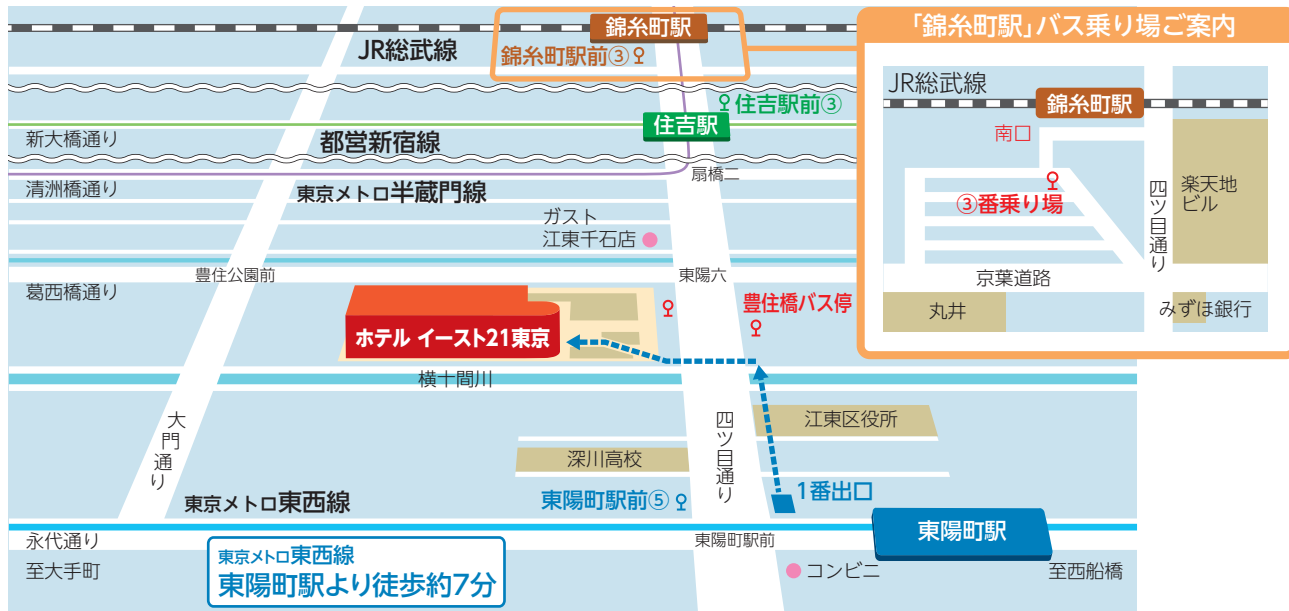 錦糸町駅
JR総武線
錦糸町駅前③
住吉駅前③
住吉駅
新大橋通り
都営新宿線
扇橋二
清洲橋通り
東京メトロ半蔵門線
ガスト
江東千石店
豊住公園前
東陽六
葛西橋通り
豊住橋バス停
ホテル イースト21東京
横十間川
大門通り
四ツ目通り
江東区役所
深川高校
東京メトロ東西線
東陽町駅前⑤
1番出口
東陽町駅
永代通り
東陽町駅前
至大手町
東京メトロ東西線
東陽町駅より徒歩約7分
コンビニ
至西船橋
「錦糸町駅」バス乗り場ご案内
JR総武線
錦糸町駅
南口
③番乗り場
四ツ目通り
楽天地
ビル
京葉道路
丸井
みずほ銀行